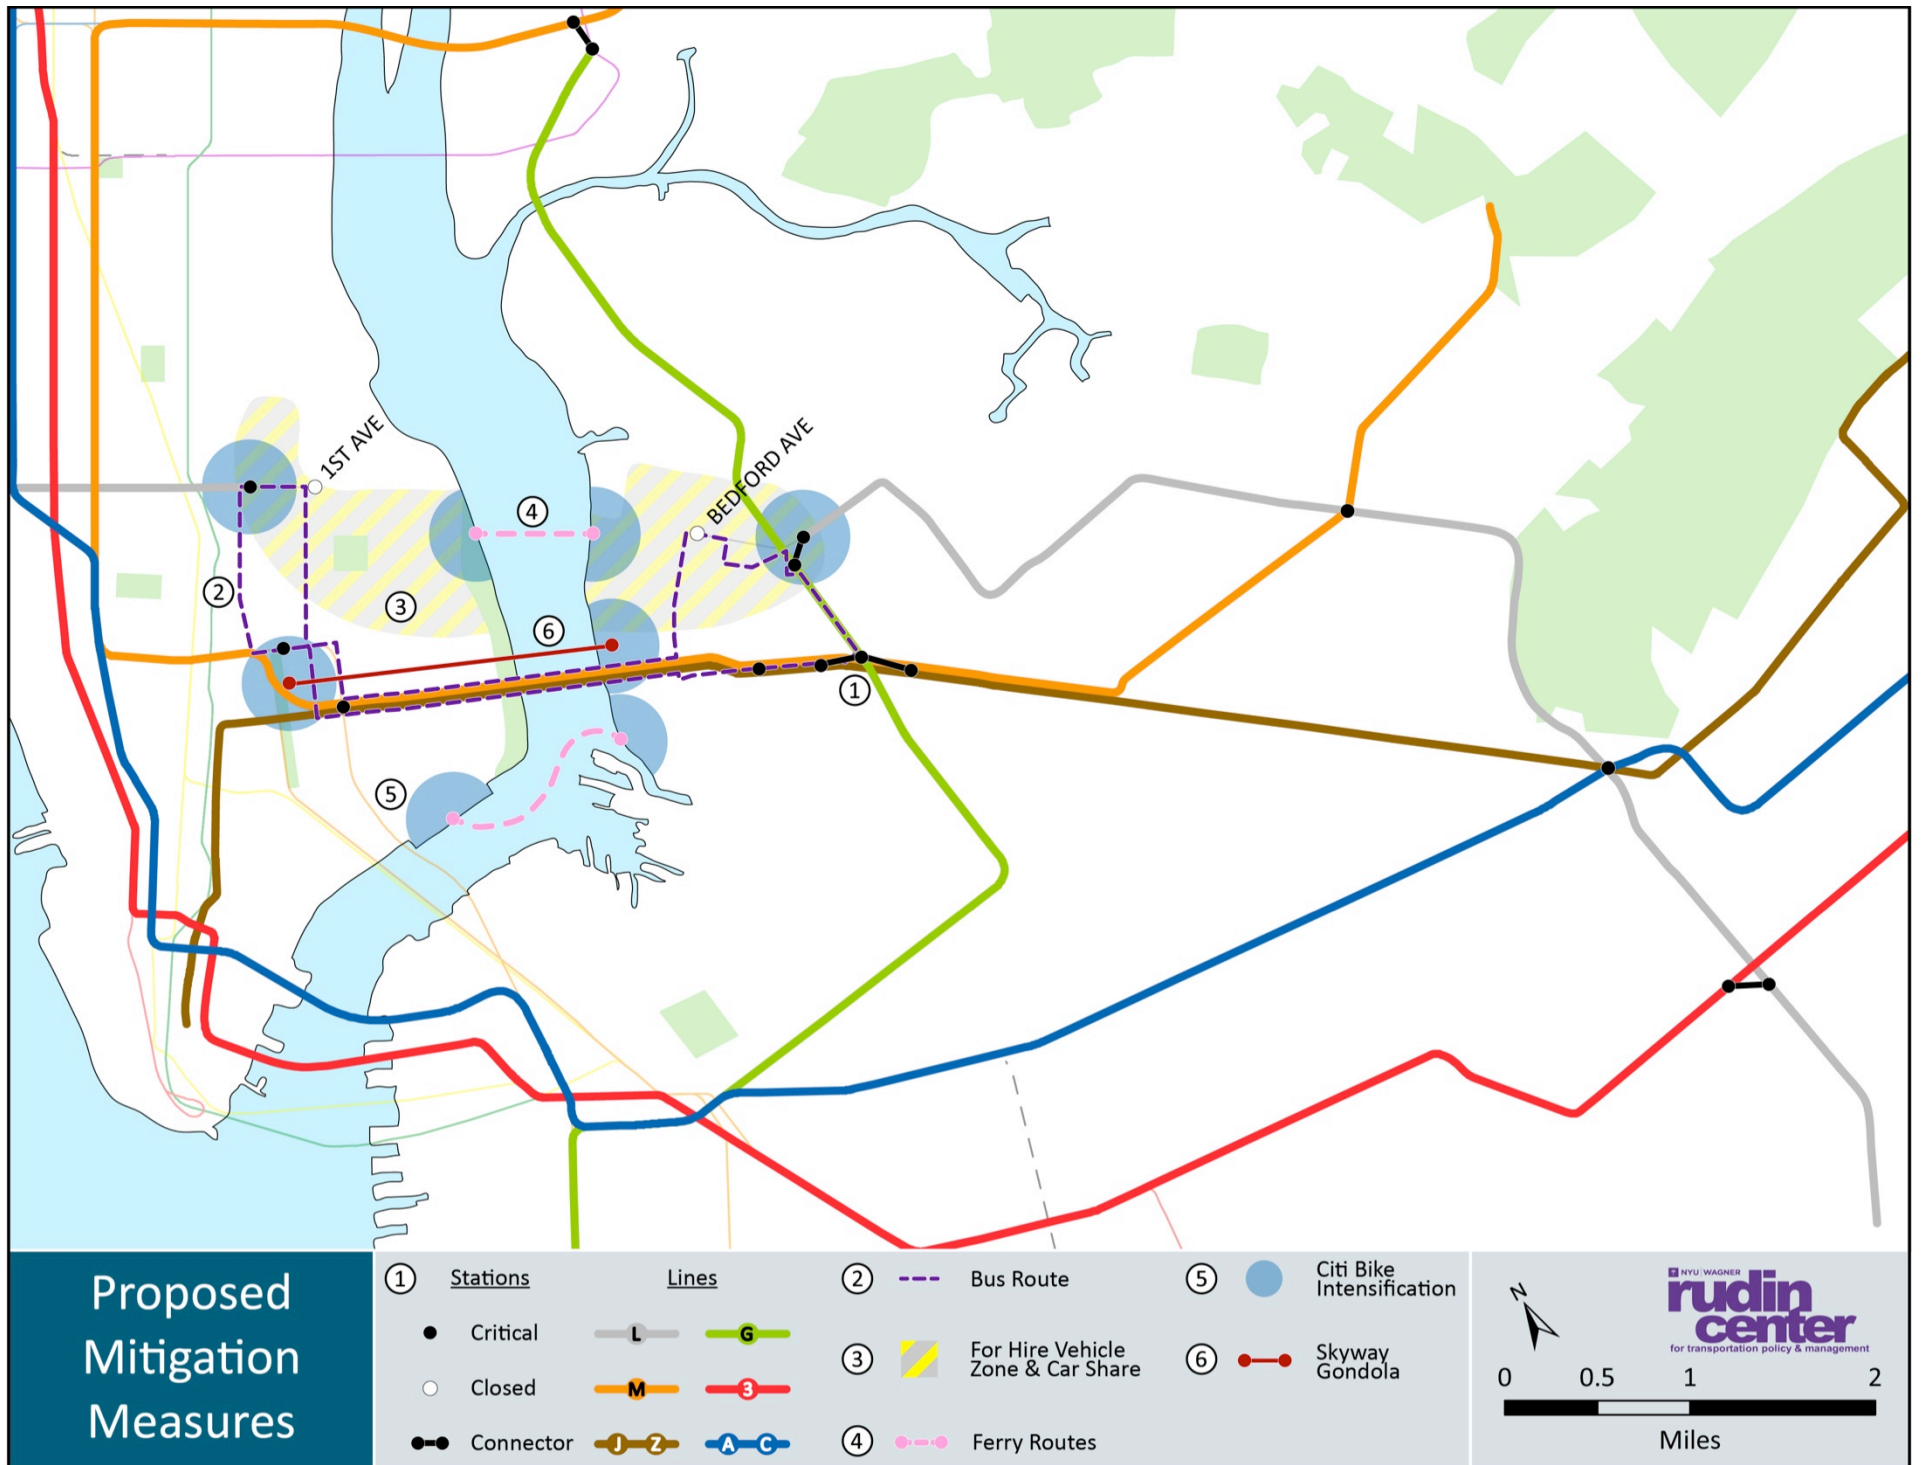 1ST AVE
BEDFORD AVE
4
2
3
6
1
5
Proposed
Mitigation
Measures
1 Stations Lines
Critical L G
Closed M 3
Connector J Z A C
2 Bus Route
3 For Hire Vehicle
Zone & Car Share
4 Ferry Routes
5 Citi Bike
Intensification
6 Skyway
Gondola
N
NYU WAGNER
rudin
center
for transportation policy & management
0 0.5 1 2
Miles